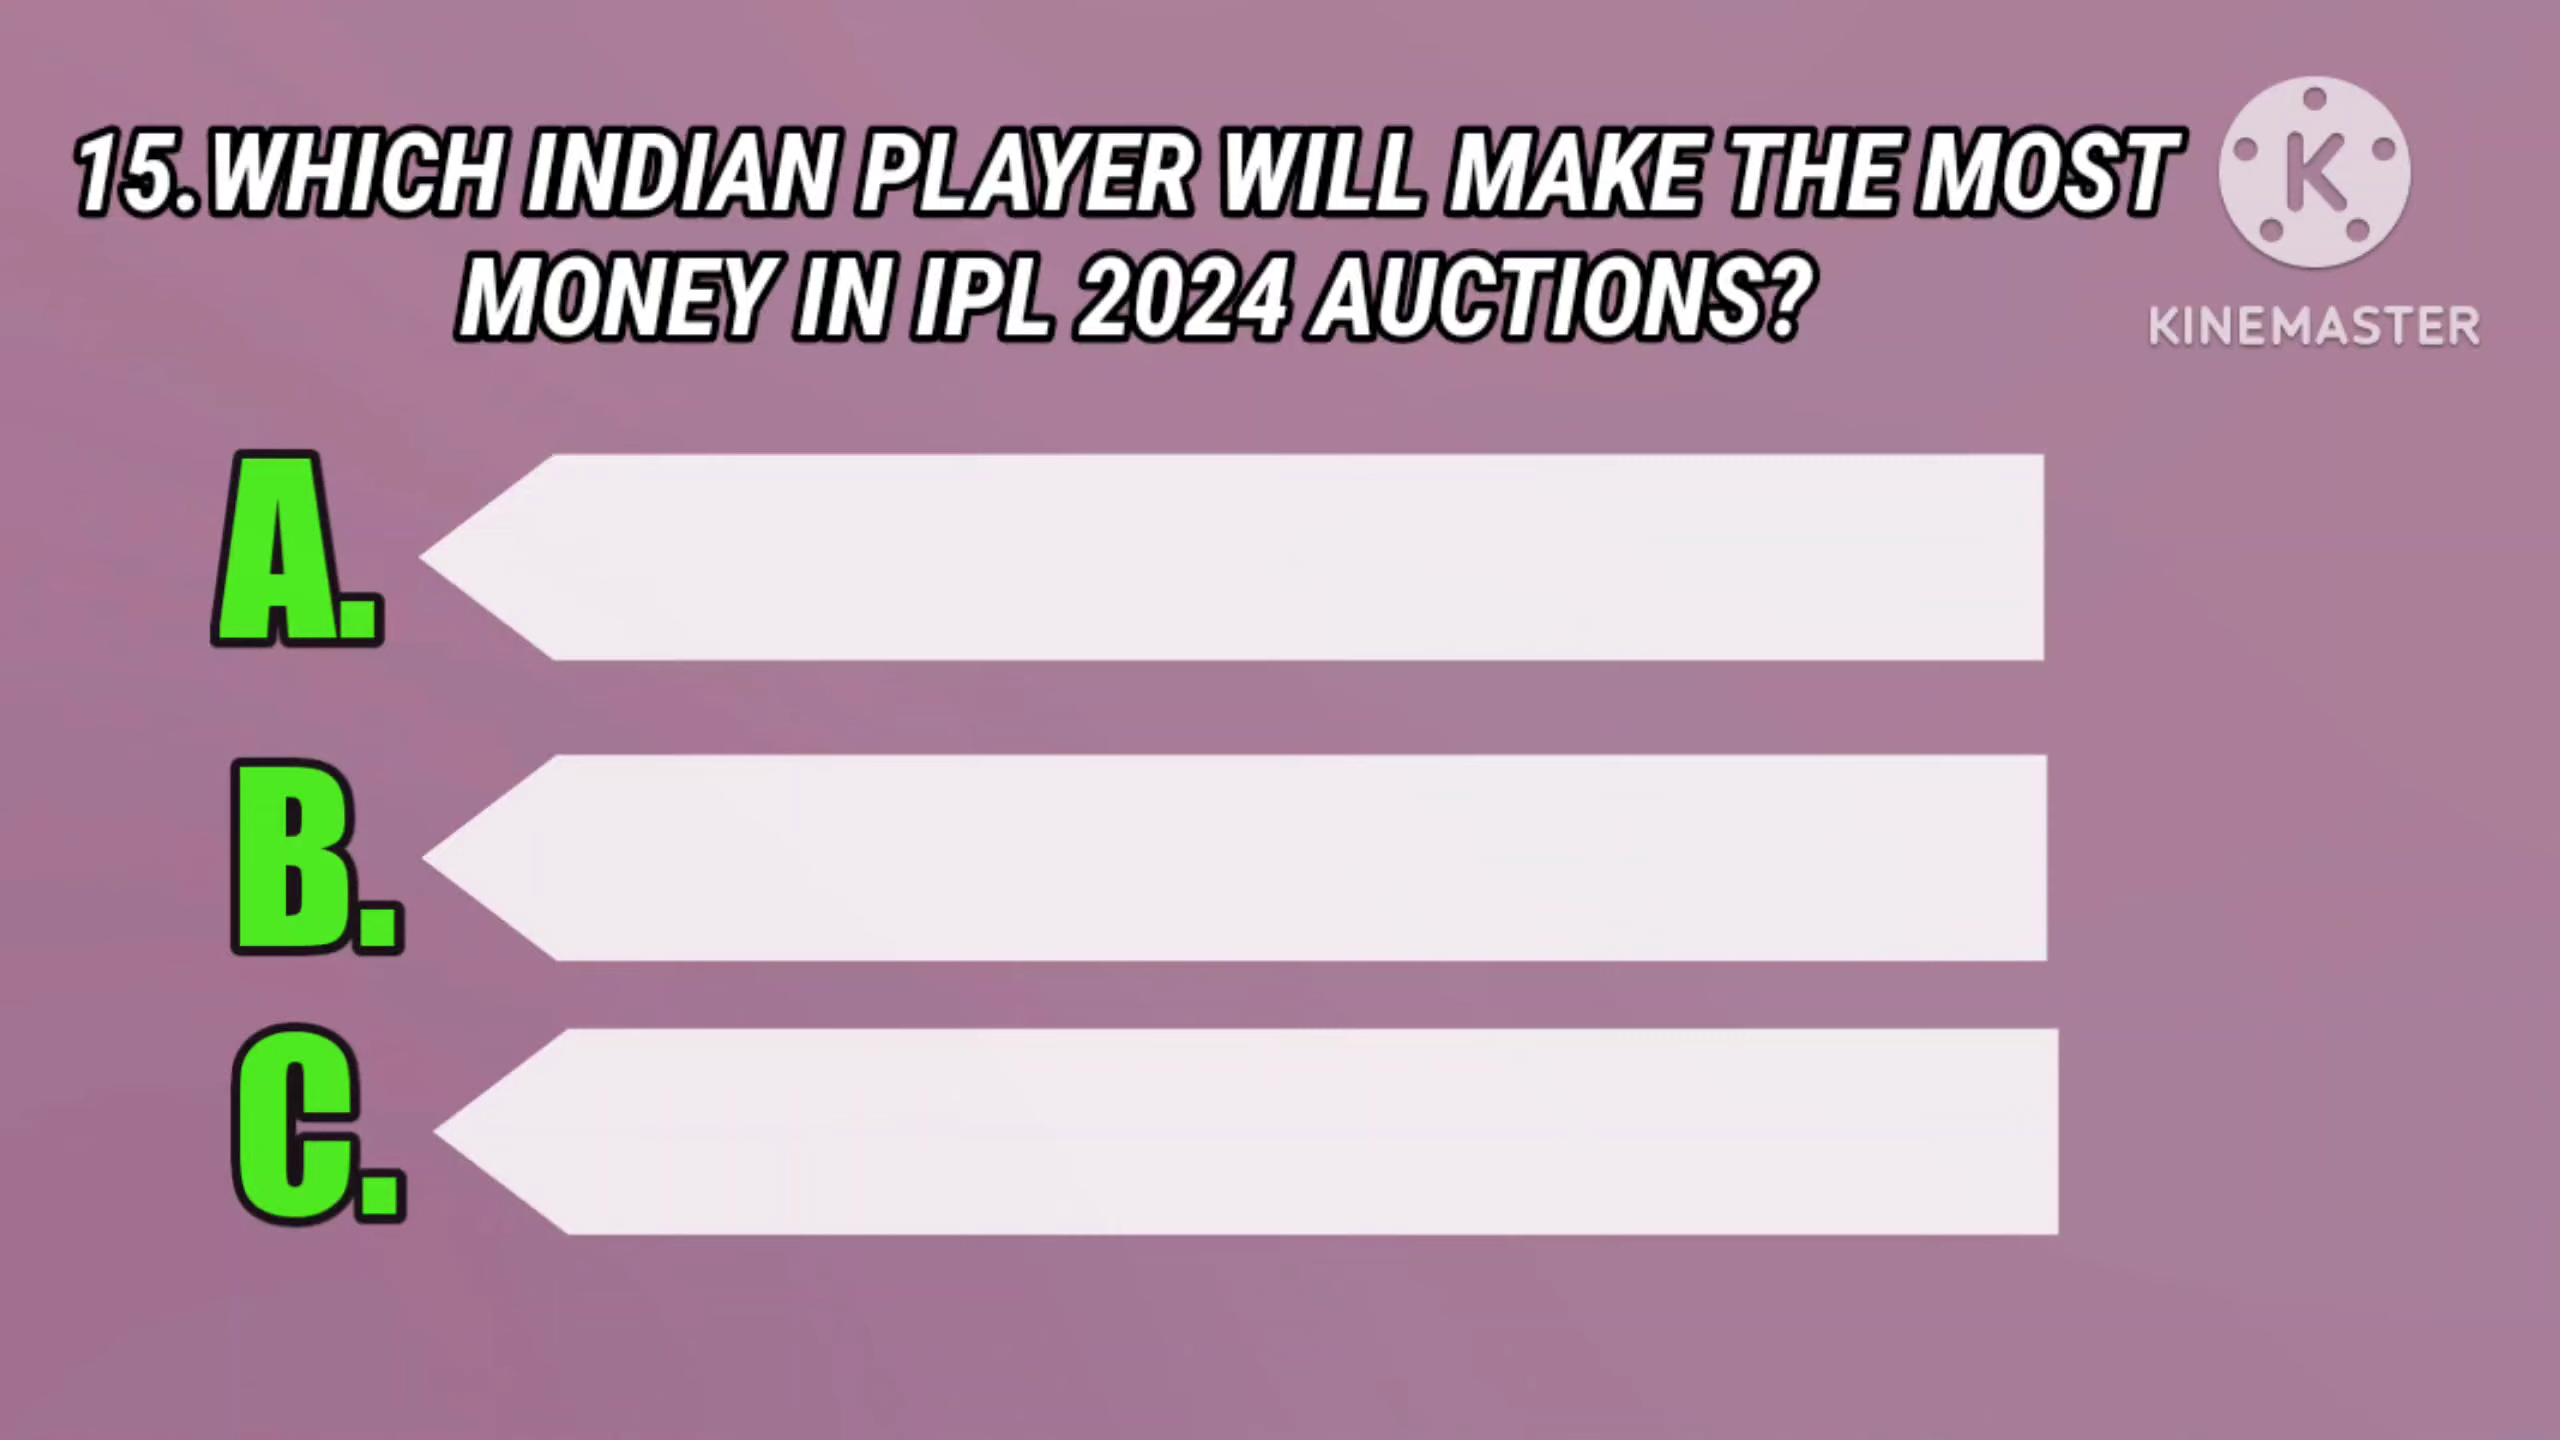 15.WHICH INDIAN PLAYER WILL MAKE THE MOST
MONEY IN IPL 2024 AUCTIONS?
K
KINEMASTER
A.
B.
C.